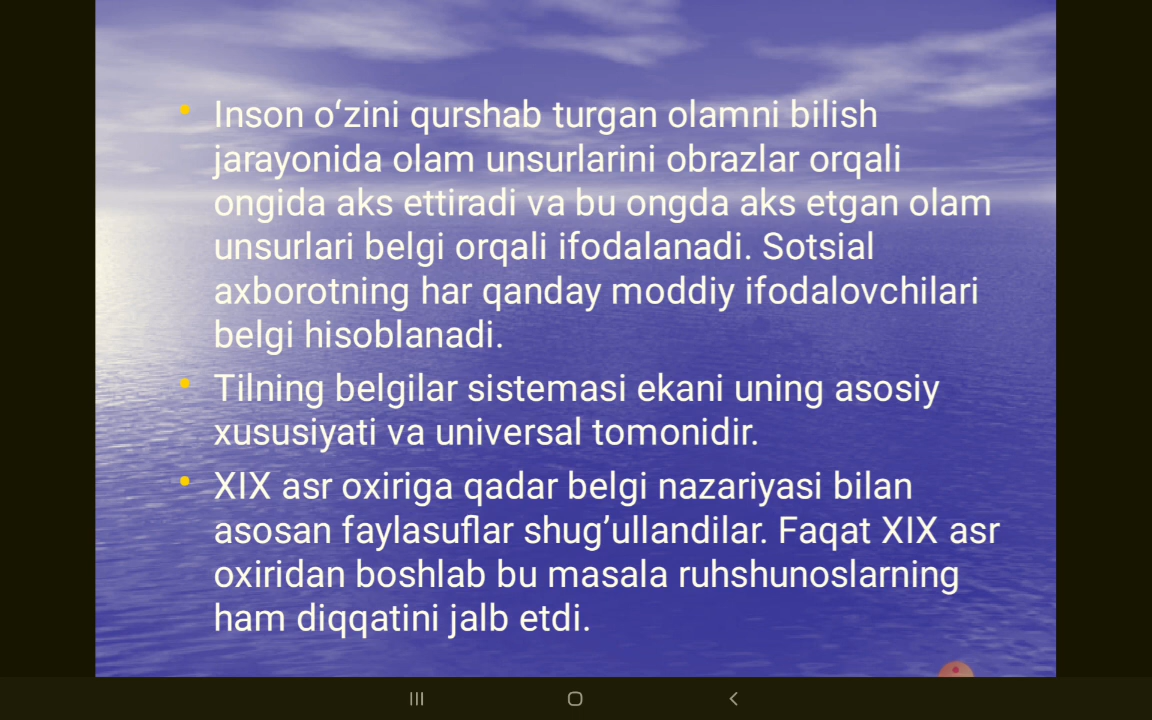 • Inson o‘zini qurshab turgan olamni bilish
jarayonida olam unsurlarini obrazlar orqali
ongida aks ettiradi va bu ongda aks etgan olam
unsurlari belgi orqali ifodalanadi. Sotsial
axborotning har qanday moddiy ifodalovchilari
belgi hisoblanadi.
• Tilning belgilar sistemasi ekani uning asosiy
xususiyati va universal tomonidir.
• XIX asr oxiriga qadar belgi nazariyasi bilan
asosan faylasuflar shug’ullandilar. Faqat XIX asr
oxiridan boshlab bu masala ruhshunoslarning
ham diqqatini jalb etdi.